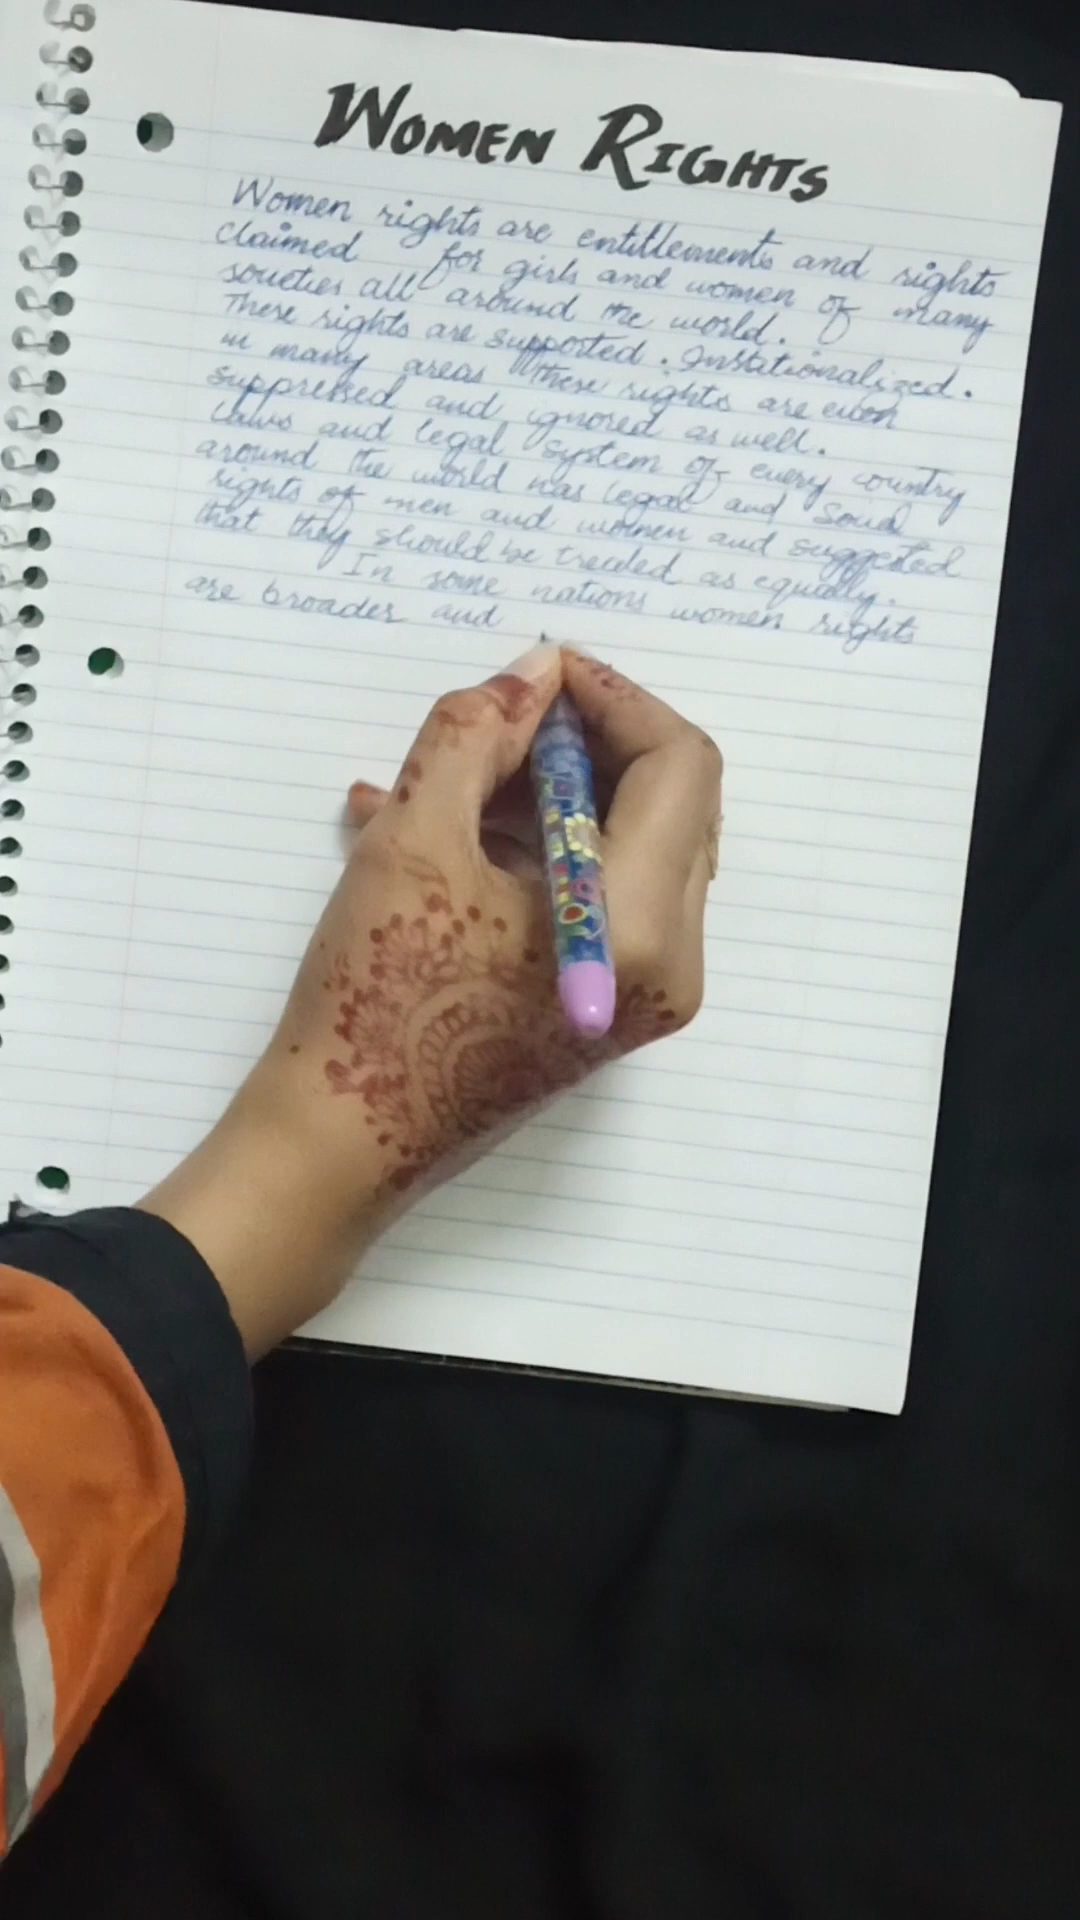 WOMEN RIGHTS
Women rights are entitlements and rights
claimed for girls and women of many
societies all around the world.
These rights are supported. Instationalized.
in many areas these rights are even
suppressed and ignored as well.
Laws and legal system of every country
around the world has legal and Social
rights of men and women and suggested
that they should be treated as equally.
In some nations women rights
are broader and